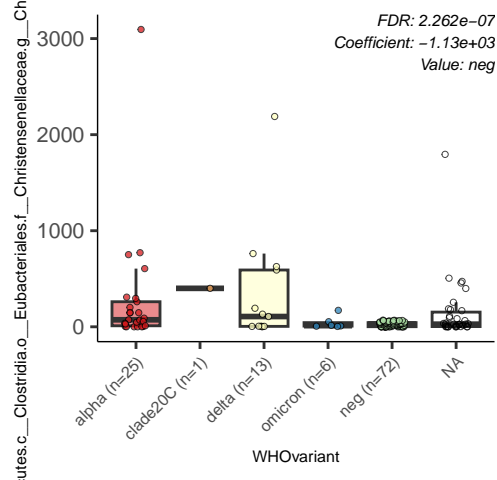 cutes.c__Clostridia.o__Eubacteriales.f__Christensenellaceae.g__Ch
FDR: 2.262e−07
Coefficient: −1.13e+03
Value: neg
3000
2000
1000
0
alpha (n=25)
clade20C (n=1)
delta (n=13)
omicron (n=6)
neg (n=72)
NA
WHOvariant